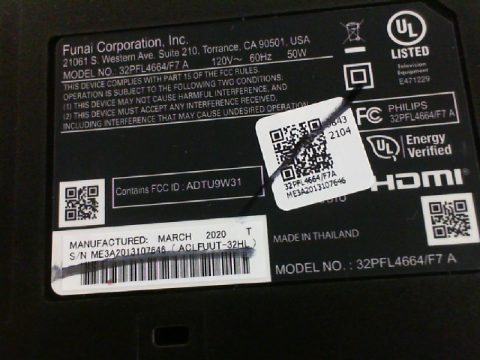 Funai Corporation, Inc.
21061 S. Western Ave. Suite 210, Torrance, CA 90501, USA
MODEL NO.: 32PFL4664/F7 A 120V~ 60Hz 50W
THIS DEVICE COMPLIES WITH PART 15 OF THE FCC RULES.
OPERATION IS SUBJECT TO THE FOLLOWING TWO CONDITIONS:
(1) THIS DEVICE MAY NOT CAUSE HARMFUL INTERFERENCE, AND
(2) THIS DEVICE MUST ACCEPT ANY INTERFERENCE RECEIVED,
INCLUDING INTERFERENCE THAT MAY CAUSE UNDESIRED OPERATION
UL
LISTED
Television
Equipment
E471229
FC PHILIPS
32PFL4664/F7 A
UL Energy
Verified
HDMI
2104
32PFL4664/F7A
ME3A2013107646
Contains FCC ID : ADTU9W31
MANUFACTURED: MARCH 2020 T
S/N ME3A2013107646 (ACLFUUT-32HL)
MADE IN THAILAND
MODEL NO. : 32PFL4664/F7 A